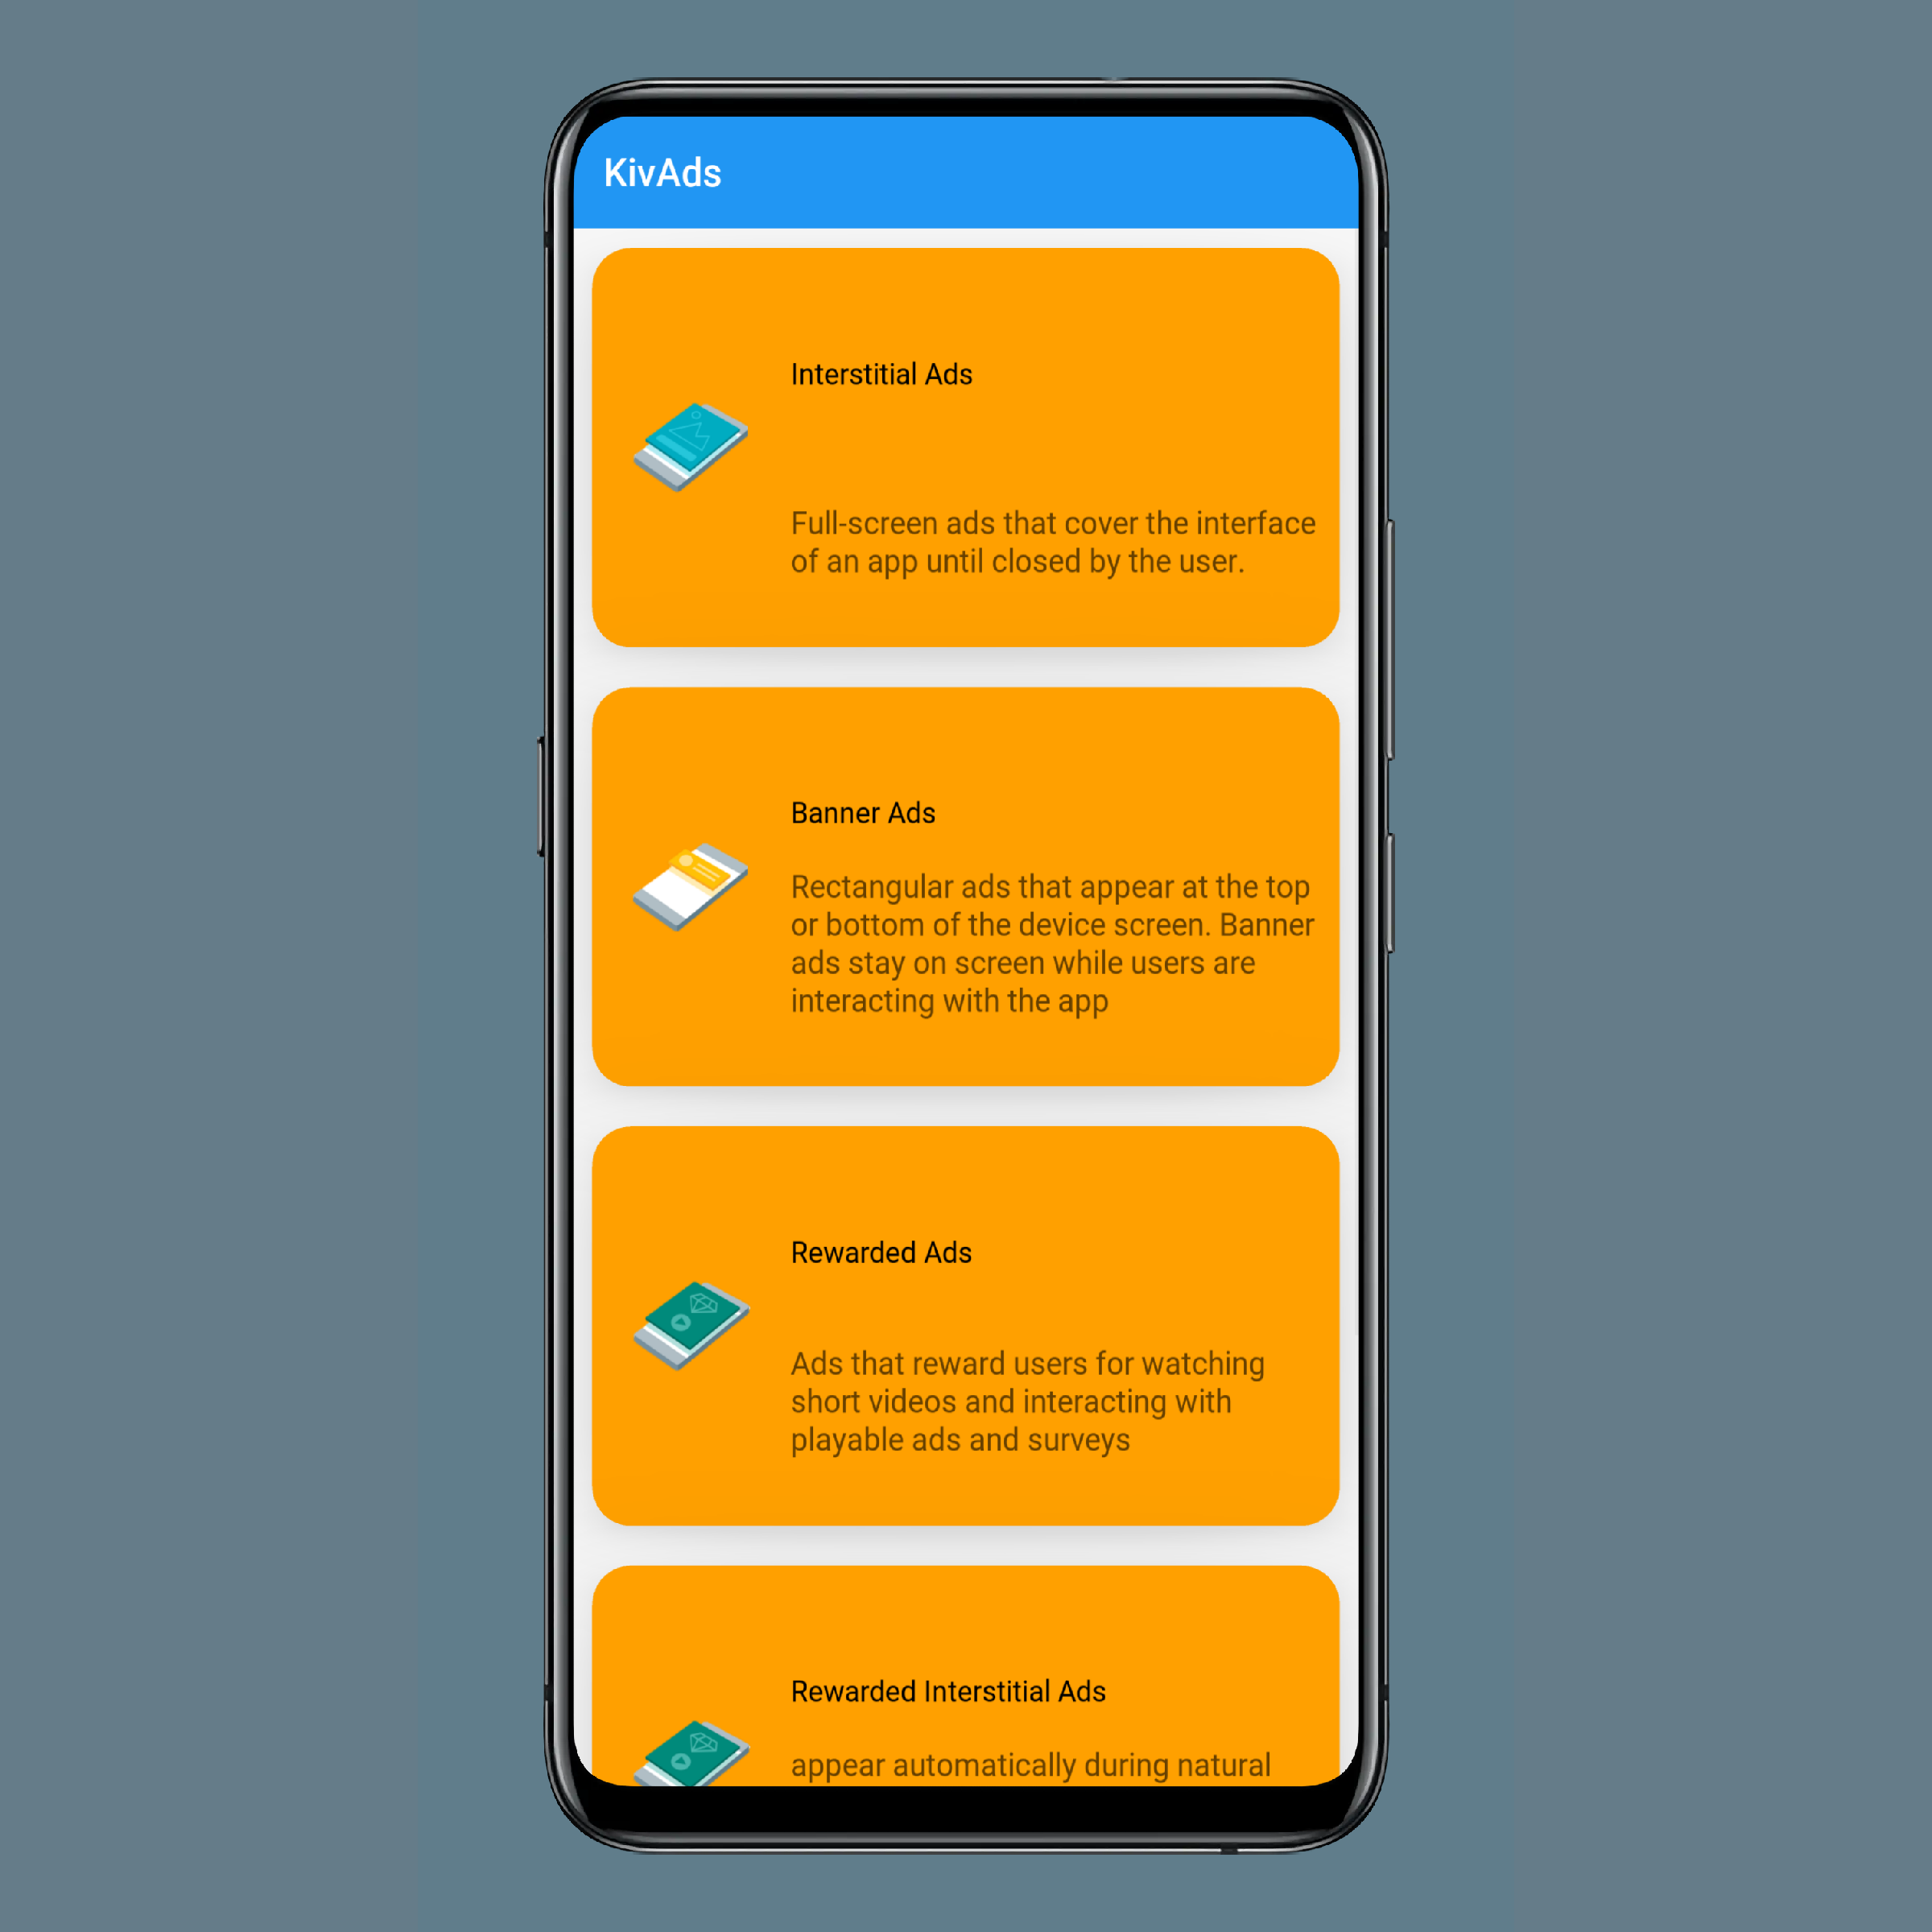 KivAds
Interstitial Ads
Full-screen ads that cover the interface
of an app until closed by the user.
Banner Ads
Rectangular ads that appear at the top
or bottom of the device screen. Banner
ads stay on screen while users are
interacting with the app
Rewarded Ads
Ads that reward users for watching
short videos and interacting with
playable ads and surveys
Rewarded Interstitial Ads
appear automatically during natural